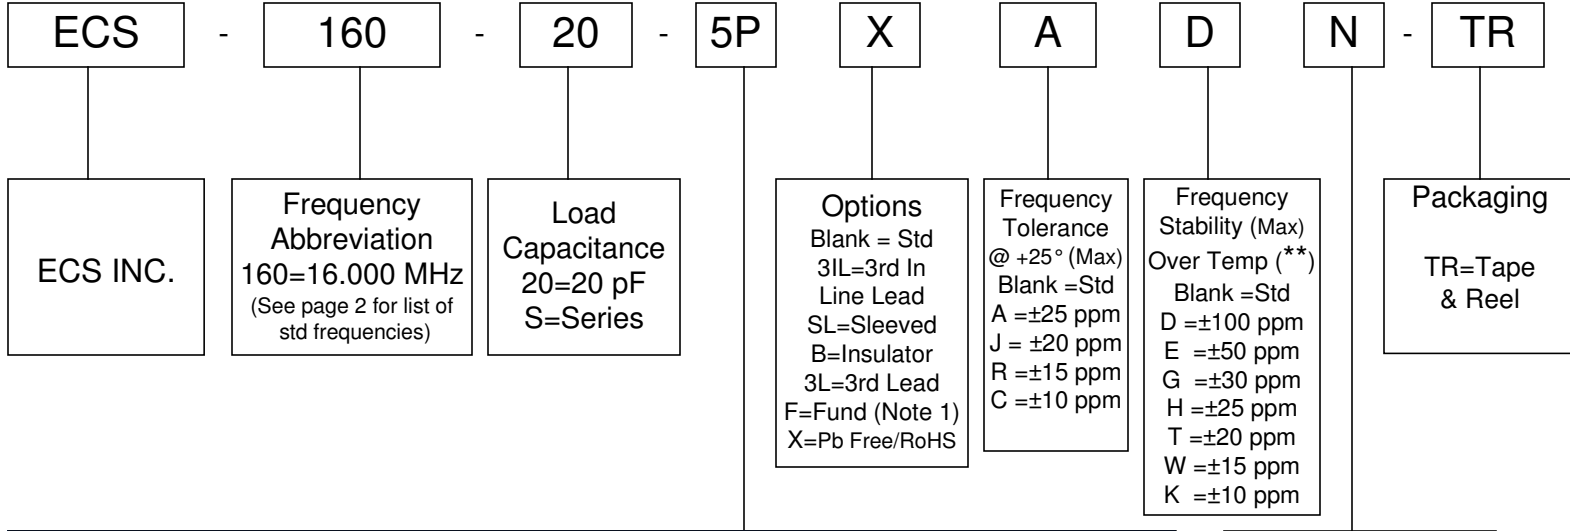 ECS - 160 - 20 - 5P X A D N - TR
ECS INC.
Frequency
Abbreviation
160=16.000 MHz
(See page 2 for list of
std frequencies)
Load
Capacitance
20=20 pF
S=Series
Options
Blank = Std
3IL=3rd In
Line Lead
SL=Sleeved
B=Insulator
3L=3rd Lead
F=Fund (Note 1)
X=Pb Free/RoHS
Frequency
Tolerance
@ +25° (Max)
Blank =Std
A =±25 ppm
J = ±20 ppm
R =±15 ppm
C =±10 ppm
Frequency
Stability (Max)
Over Temp (**)
Blank =Std
D =±100 ppm
E =±50 ppm
G =±30 ppm
H =±25 ppm
T =±20 ppm
W =±15 ppm
K =±10 ppm
Packaging
TR=Tape
& Reel